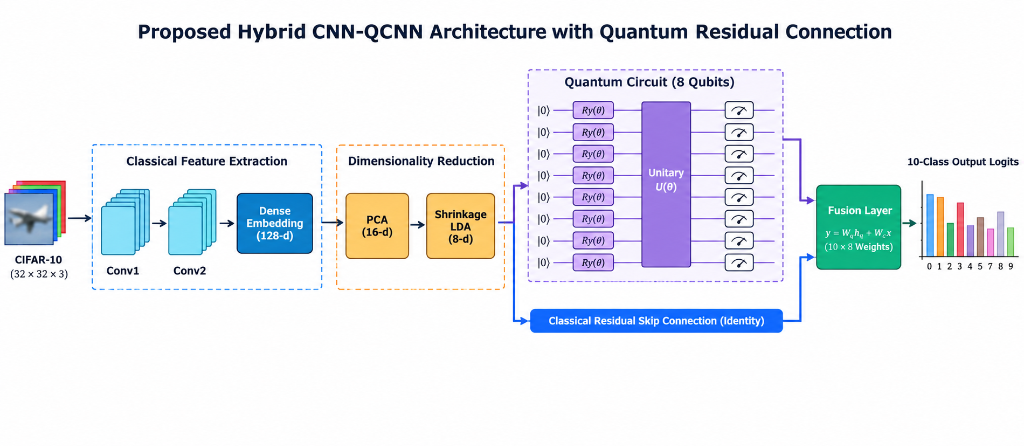 Proposed Hybrid CNN-QCNN Architecture with Quantum Residual Connection
CIFAR-10
(32 × 32 × 3)
Classical Feature Extraction
Conv1
Conv2
Dense
Embedding
(128-d)
Dimensionality Reduction
PCA
(16-d)
Shrinkage
LDA
(8-d)
Quantum Circuit (8 Qubits)
|0⟩ Ry(θ)
|0⟩ Ry(θ)
|0⟩ Ry(θ)
|0⟩ Ry(θ)
|0⟩ Ry(θ)
|0⟩ Ry(θ)
|0⟩ Ry(θ)
|0⟩ Ry(θ)
Unitary
U(θ)
Classical Residual Skip Connection (Identity)
Fusion Layer
(10 × 8 Weights)
10-Class Output Logits
0 1 2 3 4 5 7 8 9